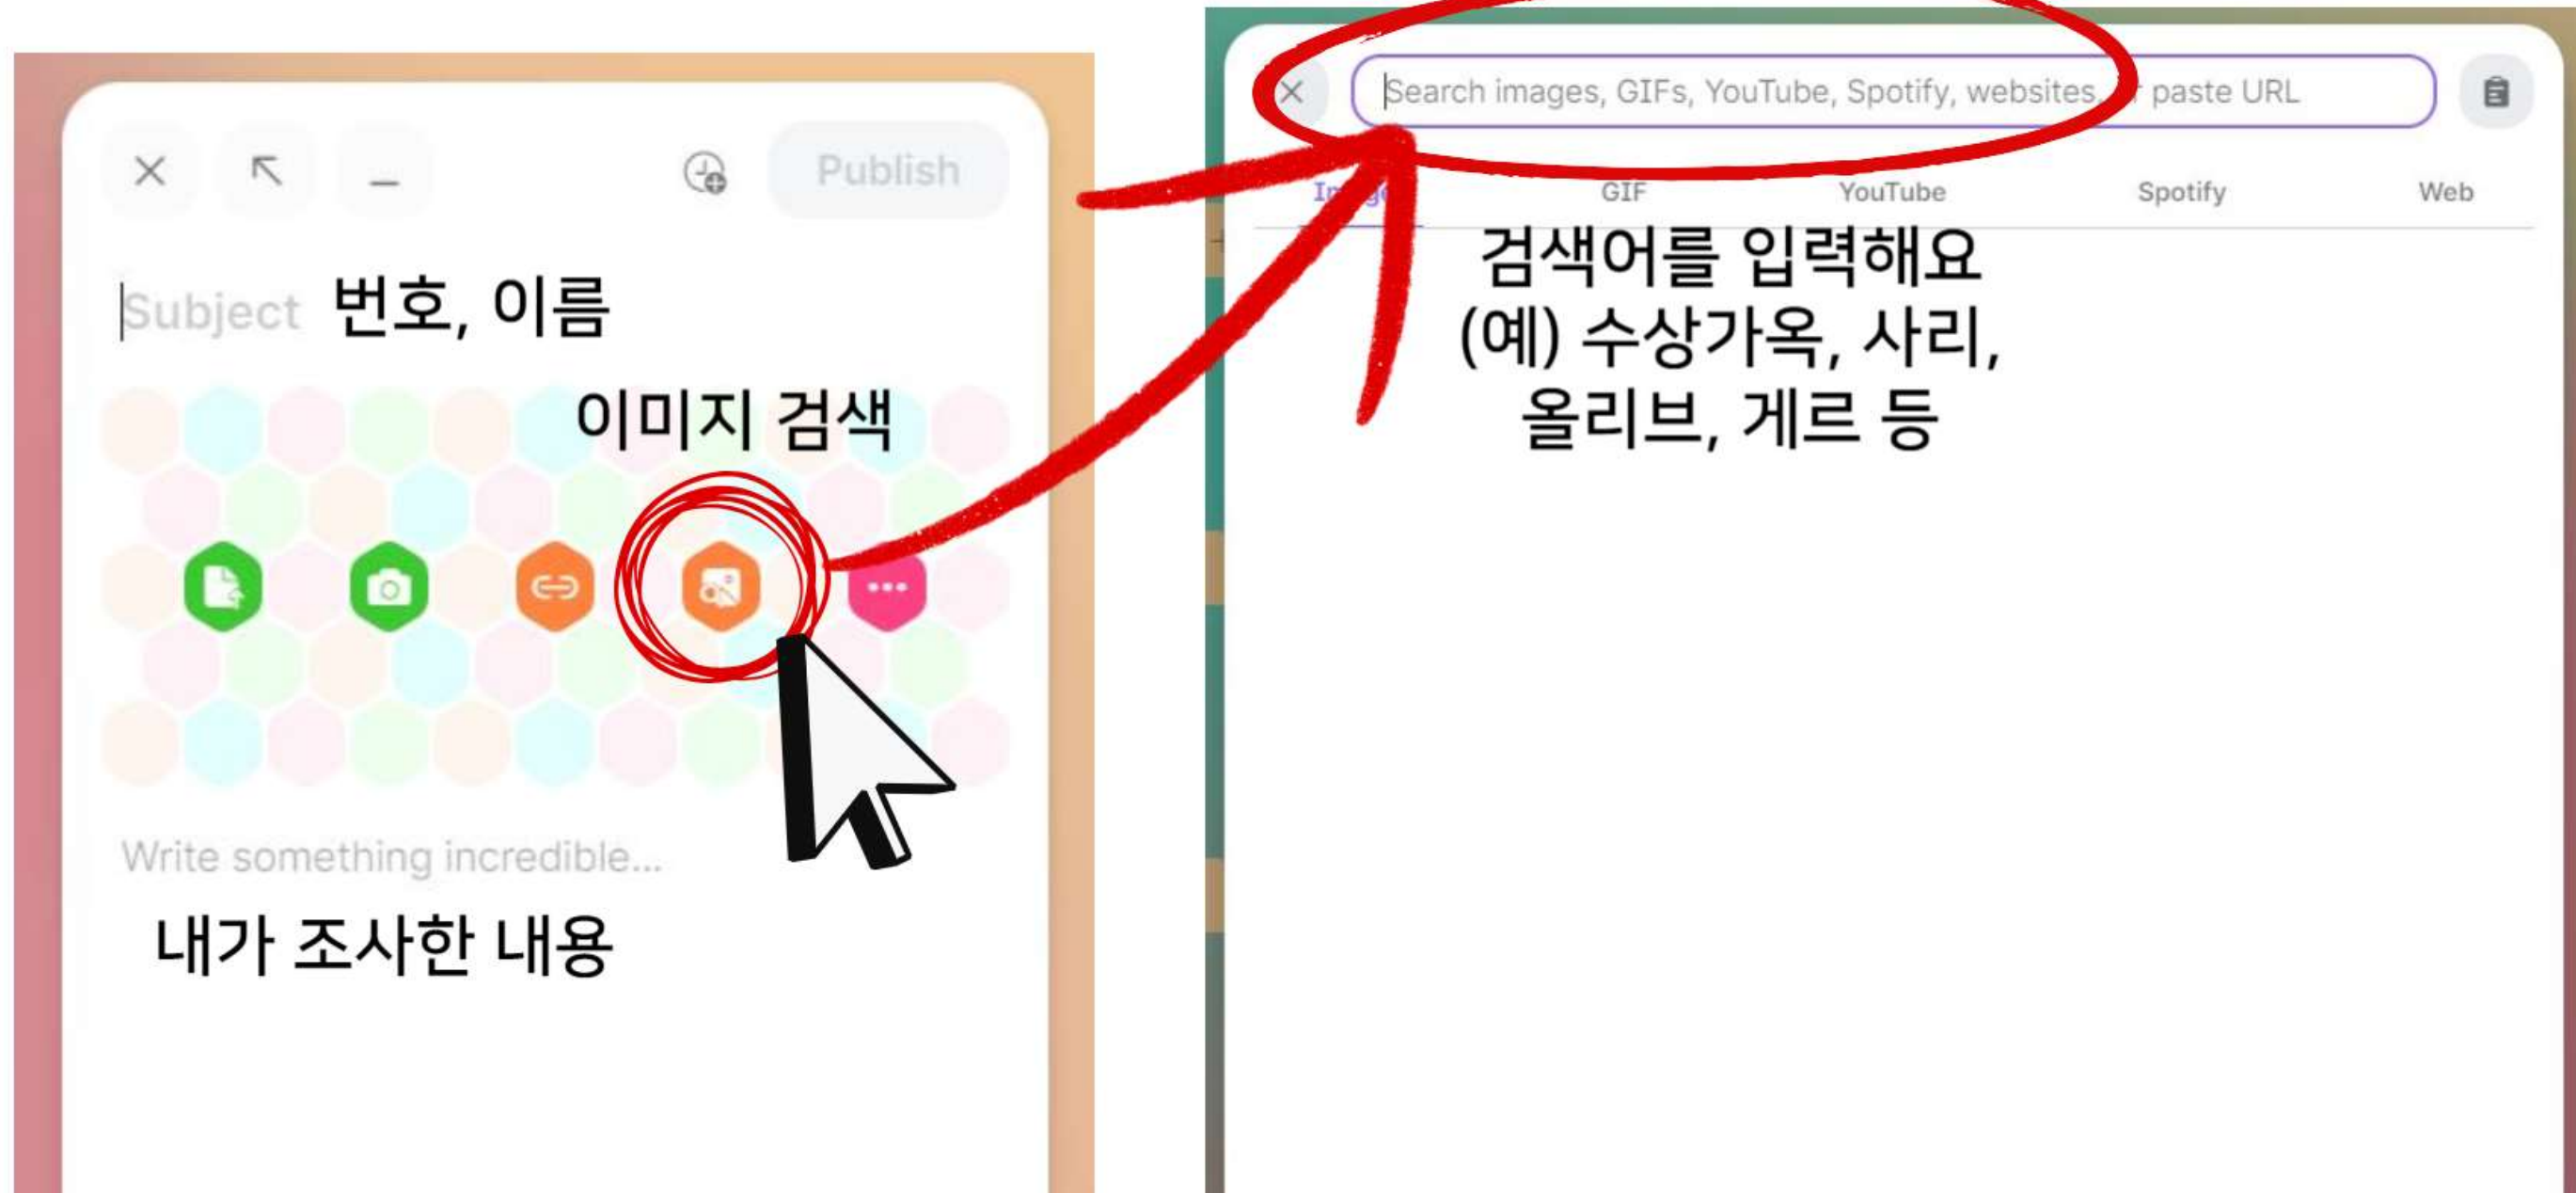 Publish
Subject 번호, 이름
이미지 검색
Write something incredible...
내가 조사한 내용
Search images, GIFs, YouTube, Spotify, websites, paste URL
GIF YouTube Spotify Web
검색어를 입력해요
(예) 수상가옥, 사리,
올리브, 게르 등